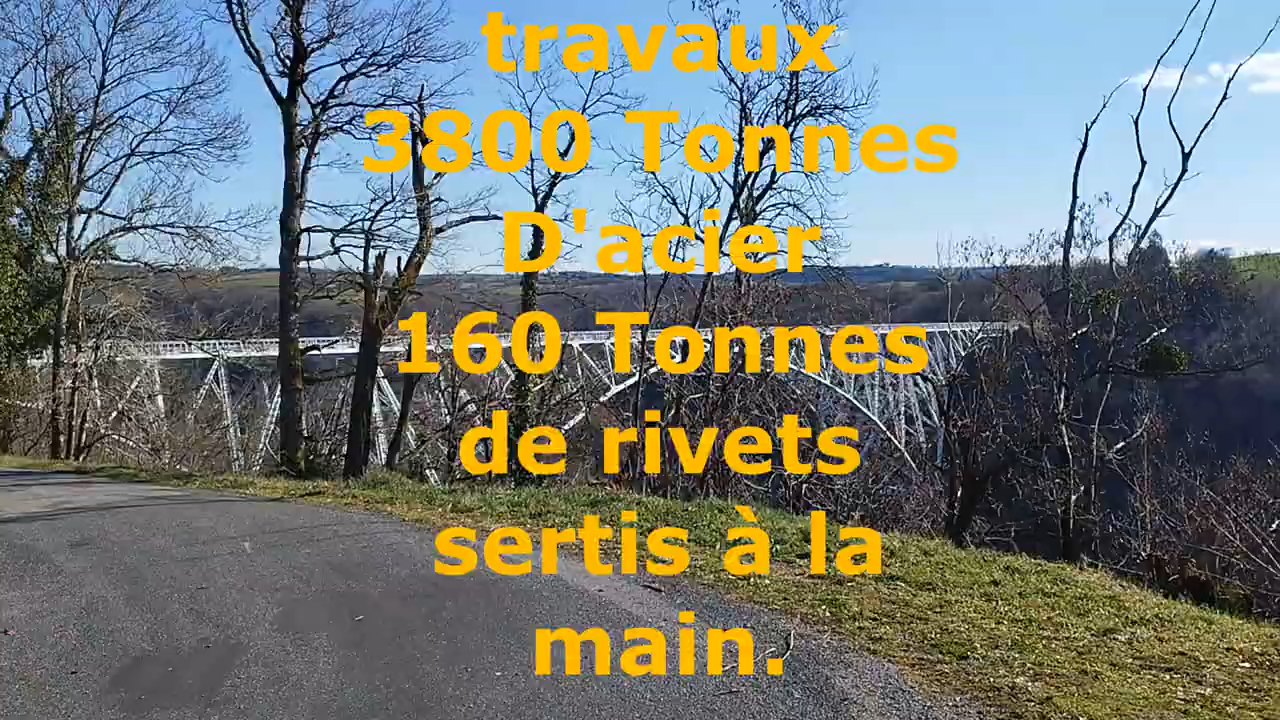 travaux
3800 Tonnes
D'acier
160 Tonnes
de rivets
sertis à la
main.